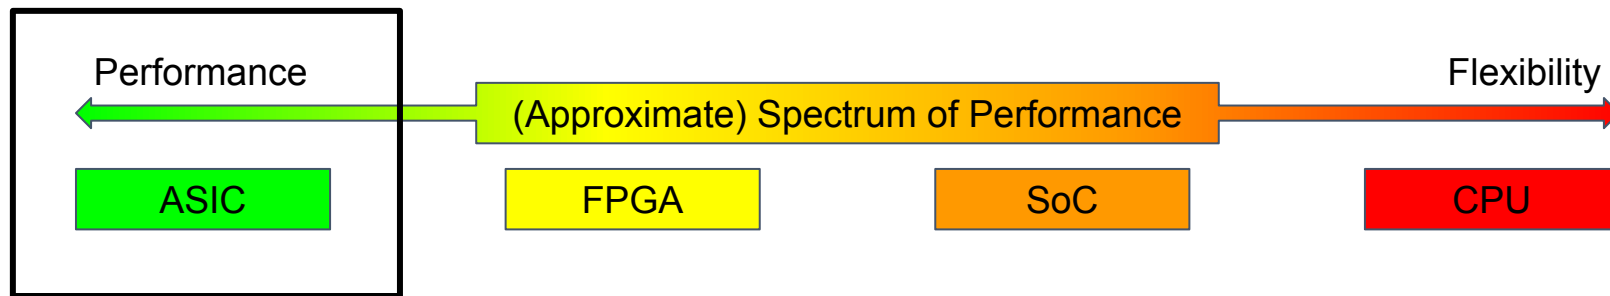 Performance
Flexibility
(Approximate) Spectrum of Performance
ASIC
FPGA
SoC
CPU